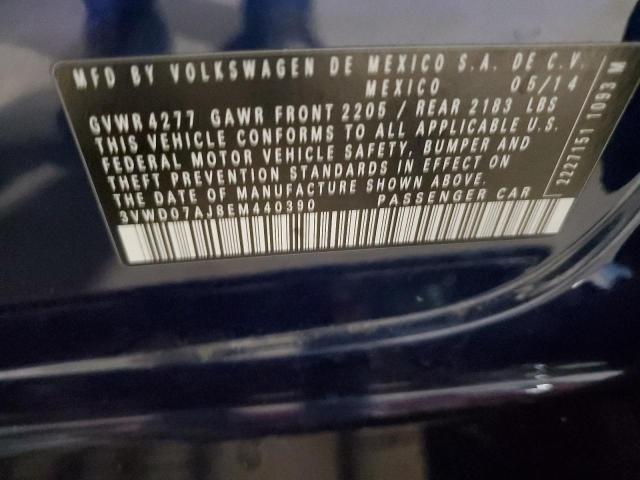 MFD BY VOLKSWAGEN DE MEXICO S.A. DE C.V.
MEXICO 05/14
GVWR 4277 GAWR FRONT 2205 / REAR 2183 LBS
THIS VEHICLE CONFORMS TO ALL APPLICABLE U.S.
FEDERAL MOTOR VEHICLE SAFETY, BUMPER AND
THEFT PREVENTION STANDARDS IN EFFECT ON
THE DATE OF MANUFACTURE SHOWN ABOVE.
3VWD07AJ8EM440390 PASSENGER CAR
2227151 1093 M